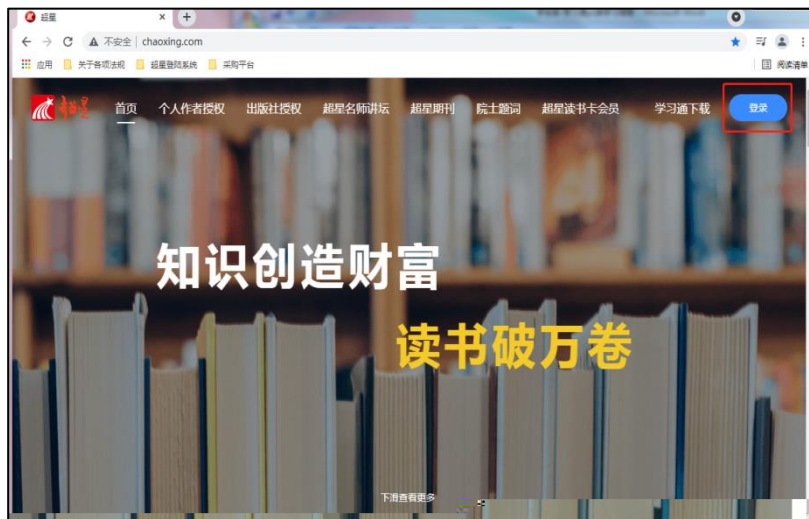 超星
不安全 | chaoxing.com
应用 关于各项法规 超星登陆系统 采购平台 阅读清单
超星 首页 个人作者授权 出版社授权 超星名师讲坛 超星期刊 院士题词 超星读书卡会员 学习通下载 登录
知识创造财富
读书破万卷
下滑查看更多